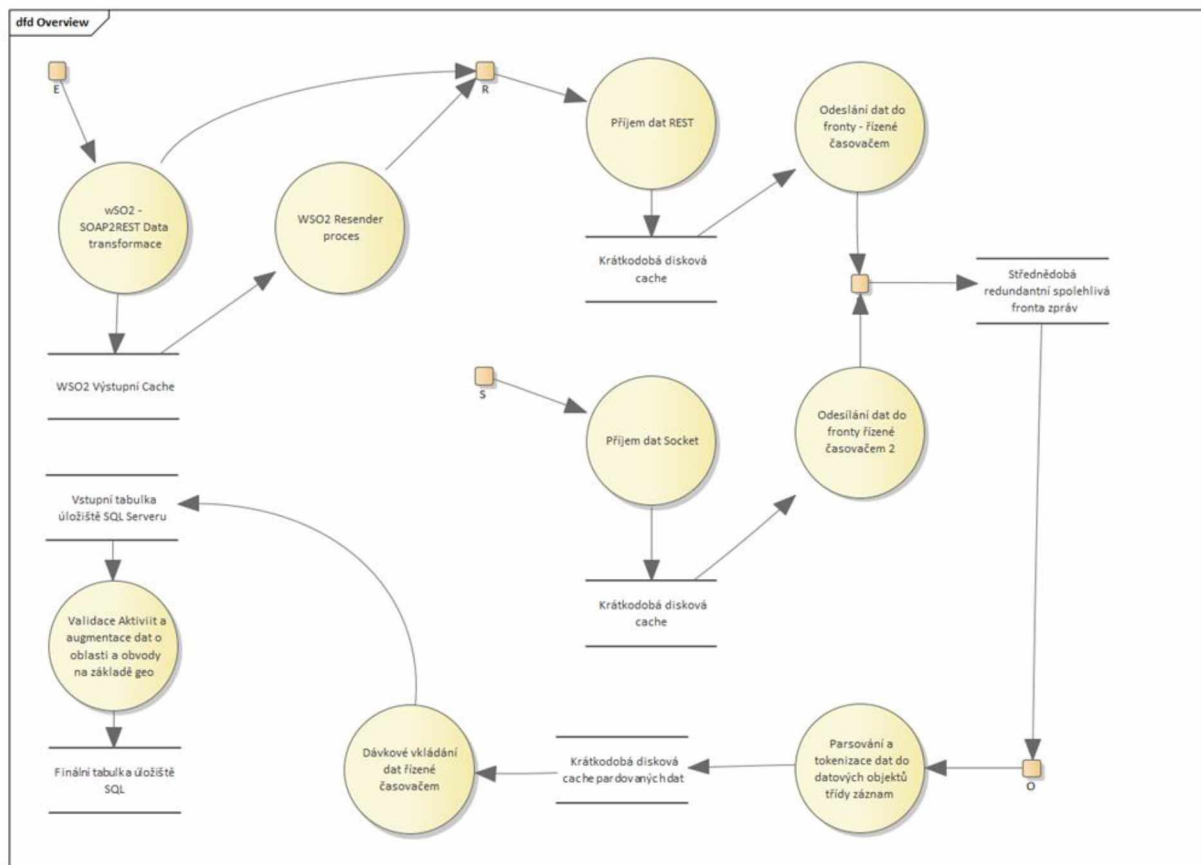 dfd Overview
E
R
Příjem dat REST
Odeslání dat do
fronty - řízené
časovačem
wSO2 -
SOAP2REST Data
transformace
WSO2 Resender
proces
Krátkodobá disková
cache
Střednědobá
redundantní spolehlivá
fronta zpráv
WSO2 Výstupní Cache
S
Příjem dat Socket
Odesílání dat do
fronty řízené
časovačem 2
Vstupní tabulka
úložiště SQL Serveru
Krátkodobá disková
cache
Validace Aktiviit a
augmentace dat o
oblasti a obvody
na základě geo
Finální tabulka úložiště
SQL
Dávkové vkládání
dat řízené
časovačem
Krátkodobá disková
cache pardovaných dat
Parsování a
tokenizace dat do
datových objektů
třídy záznam
O